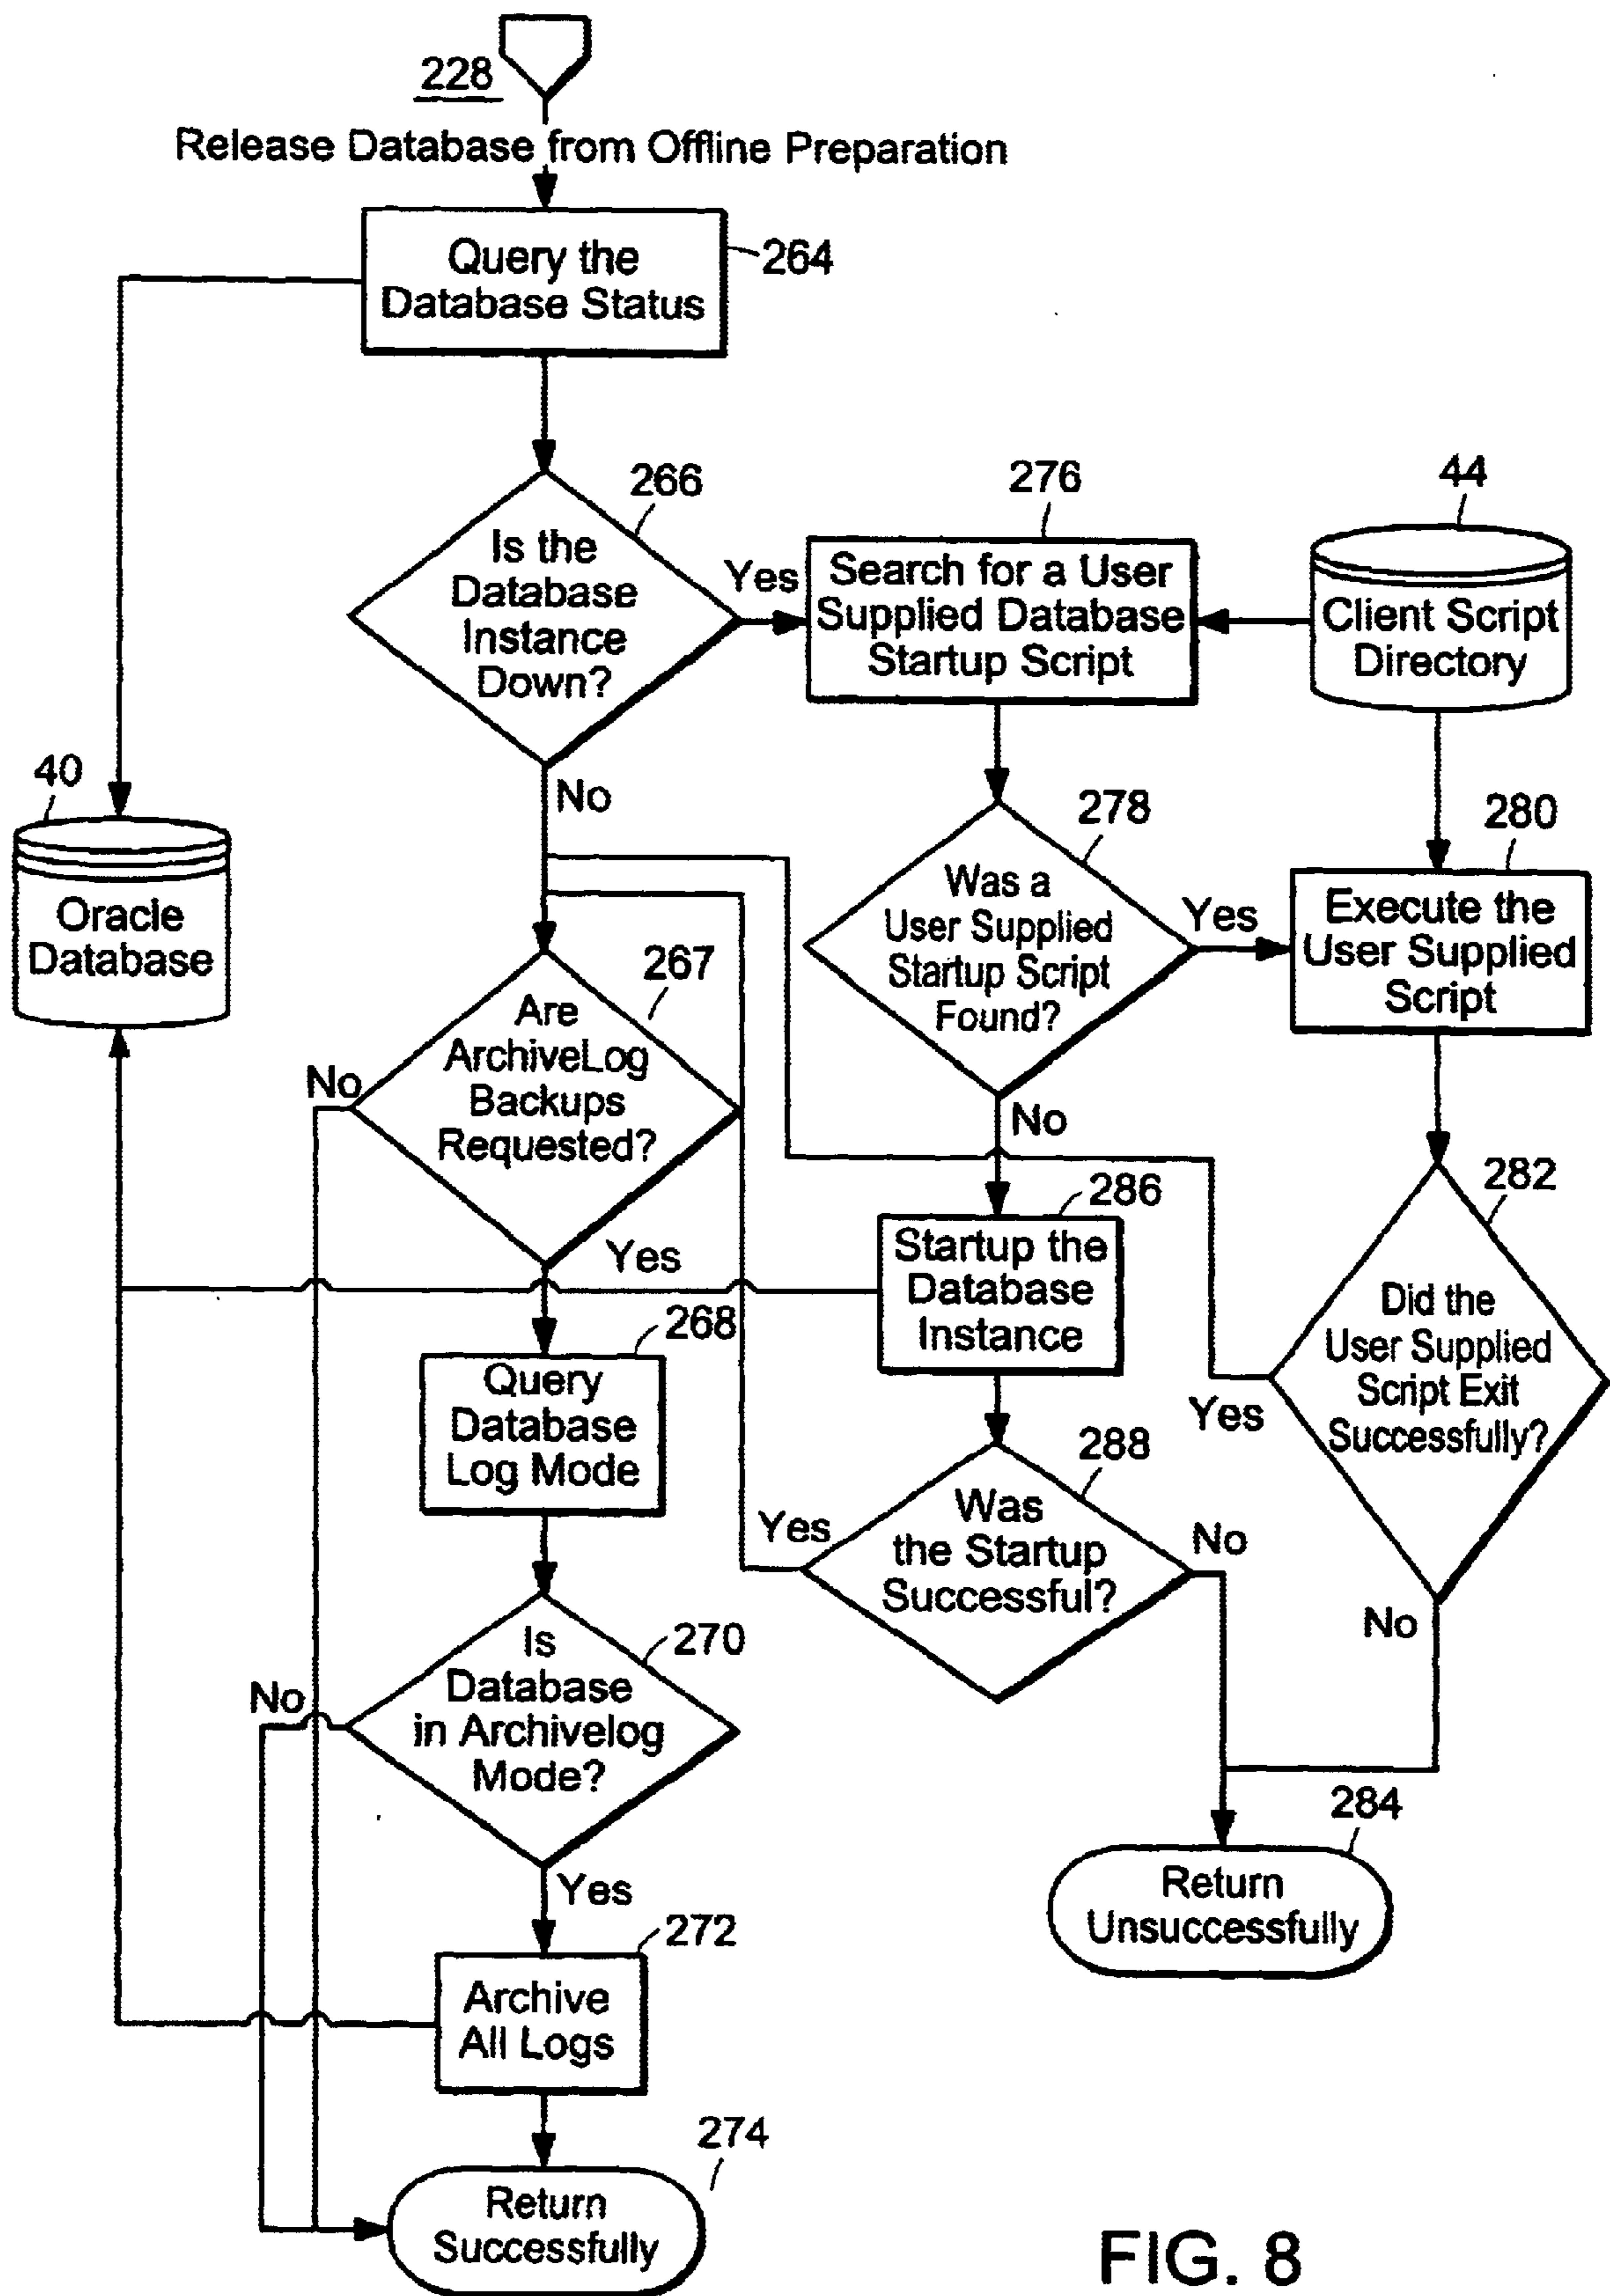 228
Release Database from Offline Preparation
Query the
Database Status
264
266
Is the
Database
Instance
Down?
Yes
No
276
Search for a User
Supplied Database
Startup Script
44
Client Script
Directory
40
Oracle
Database
278
Was a
User Supplied
Startup Script
Found?
Yes
No
280
Execute the
User Supplied
Script
267
Are
ArchiveLog
Backups
Requested?
No
Yes
286
Startup the
Database
Instance
282
Did the
User Supplied
Script Exit
Successfully?
Yes
No
268
Query
Database
Log Mode
288
Was
the Startup
Successful?
Yes
No
270
Is
Database
in Archivelog
Mode?
No
Yes
284
Return
Unsuccessfully
272
Archive
All Logs
274
Return
Successfully
FIG. 8